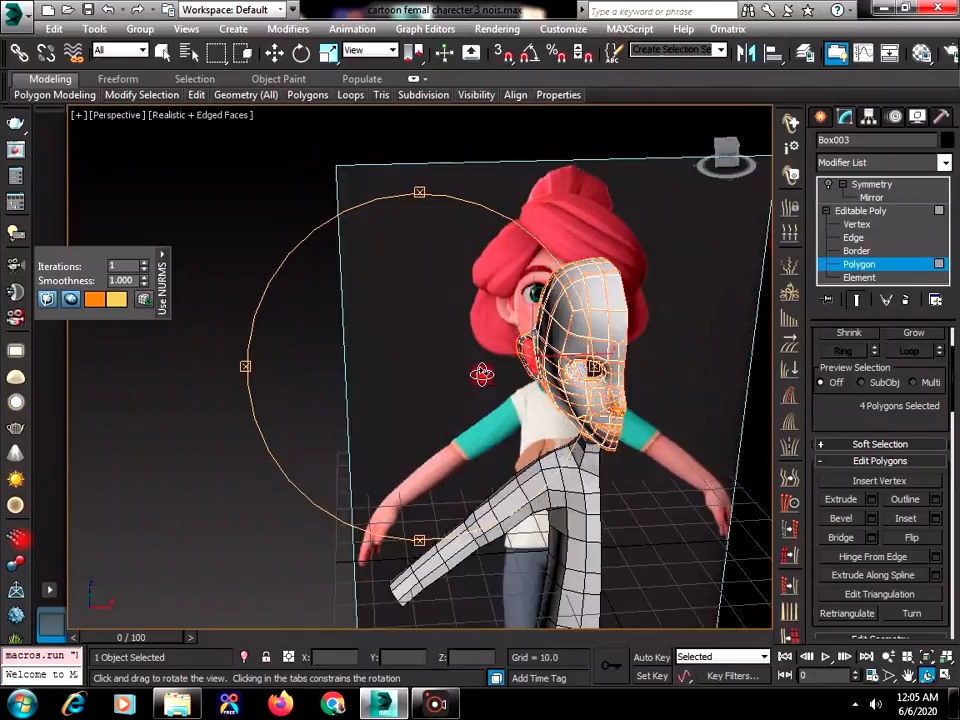 Workspace: Default
cartoon femal charecter 3 nois.max
Type a keyword or phrase
Edit Tools Group Views Create Modifiers Animation Graph Editors Rendering Customize MAXScript Help Ornatrix
All
View
Create Selection Se
Modeling Freeform Selection Object Paint Populate
Polygon Modeling Modify Selection Edit Geometry (All) Polygons Loops Tris Subdivision Visibility Align Properties
[+] [Perspective] [Realistic + Edged Faces]
Box003
Modifier List
Symmetry
Mirror
Editable Poly
Vertex
Edge
Border
Polygon
Element
Iterations: 1
Smoothness: 1.000
Use NURMS
Shrink Grow
Ring Loop
Preview Selection
Off SubObj Multi
4 Polygons Selected
+ Soft Selection
- Edit Polygons
Insert Vertex
Extrude Outline
Bevel Inset
Bridge Flip
Hinge From Edge
Extrude Along Spline
Edit Triangulation
Retriangulate Turn
0 / 100
macros.run "
Welcome to M
1 Object Selected
X: Y: Z:
Grid = 10.0
Auto Key Selected
Click and drag to rotate the view. Clicking in the tabs constrains the rotation
Add Time Tag
Set Key Key Filters...
0
12:05 AM
6/6/2020